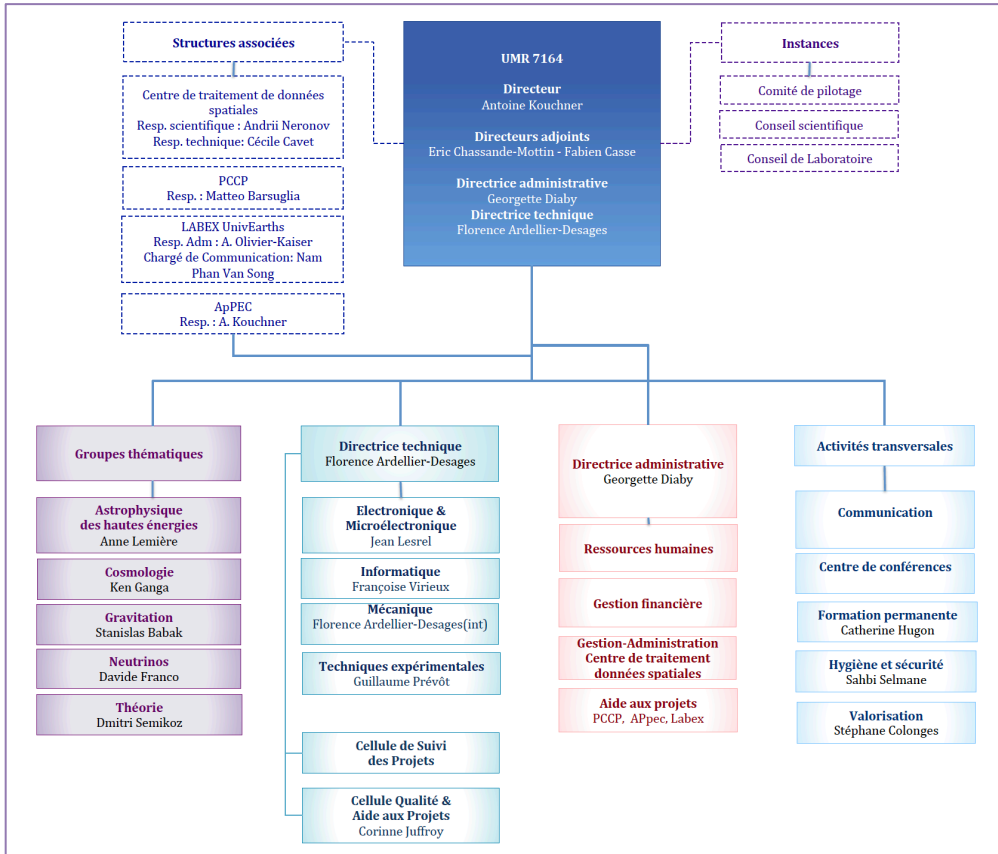 Structures associées
Centre de traitement de données
spatiales
Resp. scientifique : Andrii Neronov
Resp. technique: Cécile Cavet
PCCP
Resp. : Matteo Barsuglia
LABEX UnivEarths
Resp. Adm : A. Olivier-Kaiser
Chargé de Communication: Nam
Phan Van Song
ApPEC
Resp. : A. Kouchner
UMR 7164
Directeur
Antoine Kouchner
Directeurs adjoints
Eric Chassande-Mottin - Fabien Casse
Directrice administrative
Georgette Diaby
Directrice technique
Florence Ardellier-Desages
Instances
Comité de pilotage
Conseil scientifique
Conseil de Laboratoire
Groupes thématiques
Astrophysique
des hautes énergies
Anne Lemière
Cosmologie
Ken Ganga
Gravitation
Stanislas Babak
Neutrinos
Davide Franco
Théorie
Dmitri Semikoz
Directrice technique
Florence Ardellier-Desages
Electronique &
Microélectronique
Jean Lesrel
Informatique
Françoise Virieux
Mécanique
Florence Ardellier-Desages(int)
Techniques expérimentales
Guillaume Prévôt
Cellule de Suivi
des Projets
Cellule Qualité &
Aide aux Projets
Corinne Juffroy
Directrice administrative
Georgette Diaby
Ressources humaines
Gestion financière
Gestion-Administration
Centre de traitement
données spatiales
Aide aux projets
PCCP, APpec, Labex
Activités transversales
Communication
Centre de conférences
Formation permanente
Catherine Hugon
Hygiène et sécurité
Sahbi Selmane
Valorisation
Stéphane Colonges